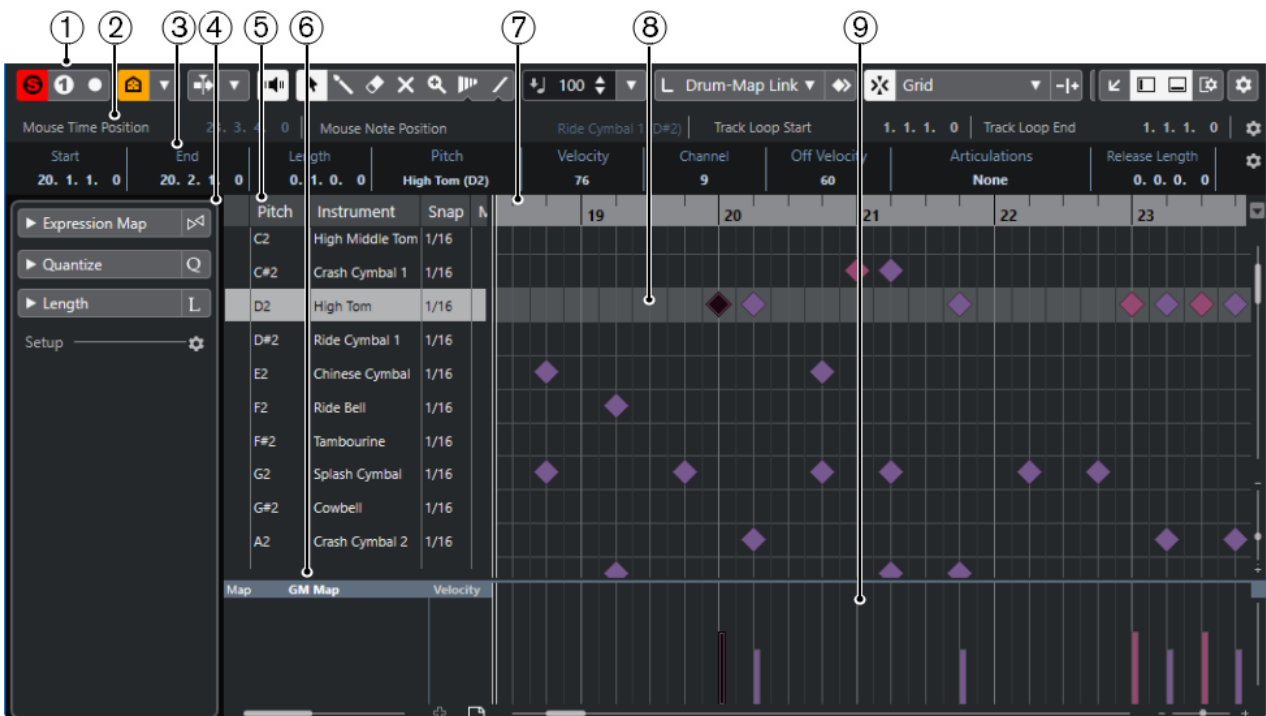 ① ② ③ ④ ⑤ ⑥ ⑦ ⑧ ⑨
S 1 100 L Drum-Map Link Grid
Mouse Time Position 23. 3. 4. 0 Mouse Note Position Ride Cymbal 1 (D#2) Track Loop Start 1. 1. 1. 0 Track Loop End 1. 1. 1. 0
Start End Length Pitch Velocity Channel Off Velocity Articulations Release Length
20. 1. 1. 0 20. 2. 1. 0 0. 1. 0. 0 High Tom (D2) 76 9 60 None 0. 0. 0. 0
Pitch Instrument Snap M 19 20 21 22 23
Expression Map
Quantize Q
Length L
Setup
C2 High Middle Tom 1/16
C#2 Crash Cymbal 1 1/16
D2 High Tom 1/16
D#2 Ride Cymbal 1 1/16
E2 Chinese Cymbal 1/16
F2 Ride Bell 1/16
F#2 Tambourine 1/16
G2 Splash Cymbal 1/16
G#2 Cowbell 1/16
A2 Crash Cymbal 2 1/16
Map GM Map Velocity